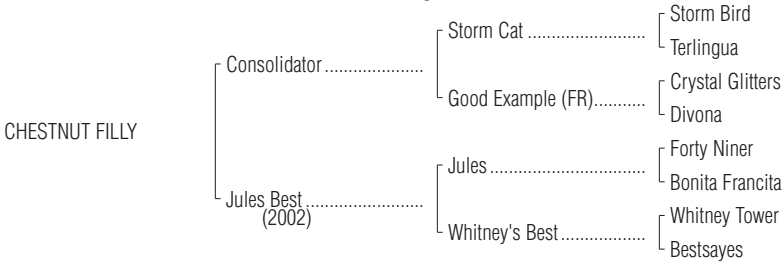 Storm Bird
Storm Cat ........................
Terlingua
Consolidator ....................
Crystal Glitters
Good Example (FR)...........
Divona
CHESTNUT FILLY
Forty Niner
Jules ................................
Bonita Francita
Jules Best ........................
(2002)
Whitney Tower
Whitney's Best .................
Bestsayes